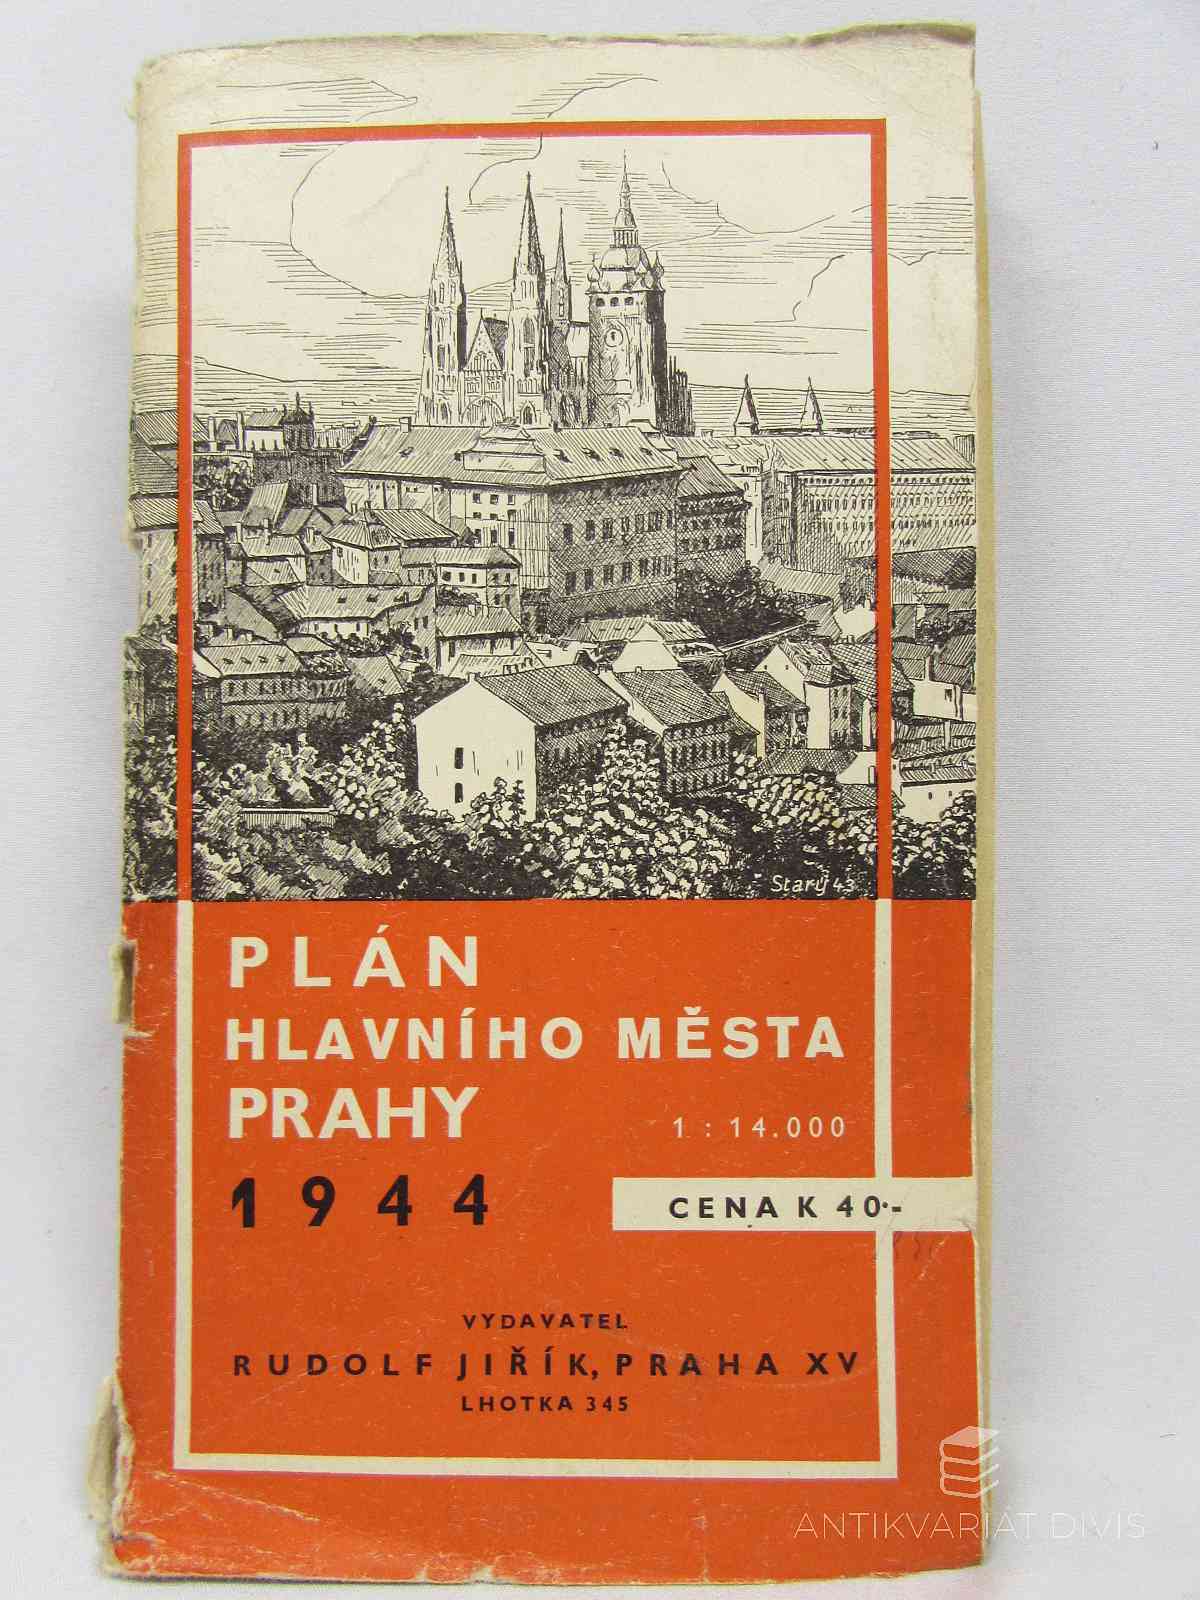 Starý 43
PLÁN
HLAVNÍHO MĚSTA
PRAHY
1 : 14.000
1944
CENA K 40·-
VYDAVATEL
RUDOLF JIŘÍK, PRAHA XV
LHOTKA 345
ANTIKVARIÁT DIVIŠ